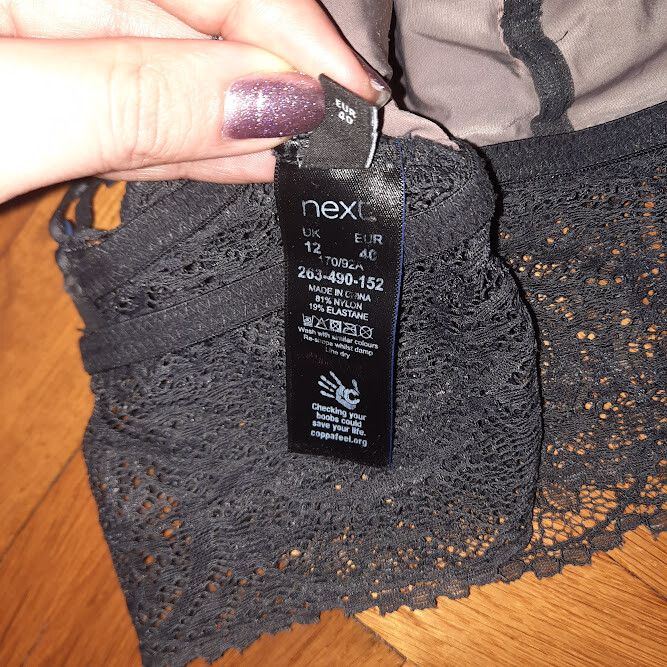 EUR
40
next
UK EUR
12 40
170/92A
263-490-152
MADE IN CHINA
81% NYLON
19% ELASTANE
Wash with similar colours
Re-shape whilst damp
Line dry
Checking your
boobs could
save your life.
coppafeel.org